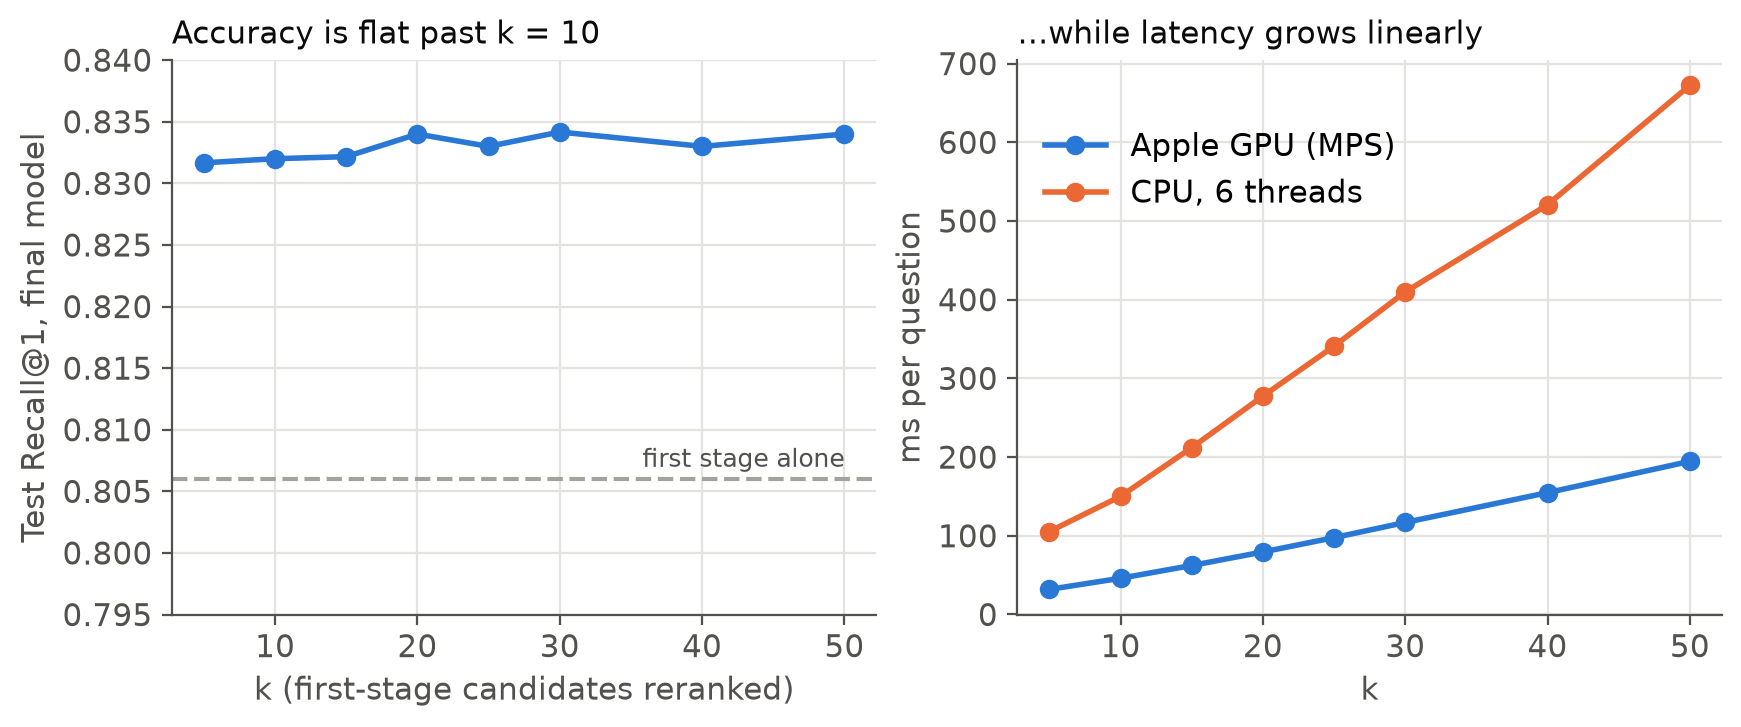 Accuracy is flat past k = 10
0.840
0.835
0.830
0.825
0.820
0.815
0.810
0.805
0.800
0.795
Test Recall@1, final model
first stage alone
10 20 30 40 50
k (first-stage candidates reranked)
...while latency grows linearly
700
600
500
400
300
200
100
0
ms per question
Apple GPU (MPS)
CPU, 6 threads
10 20 30 40 50
k